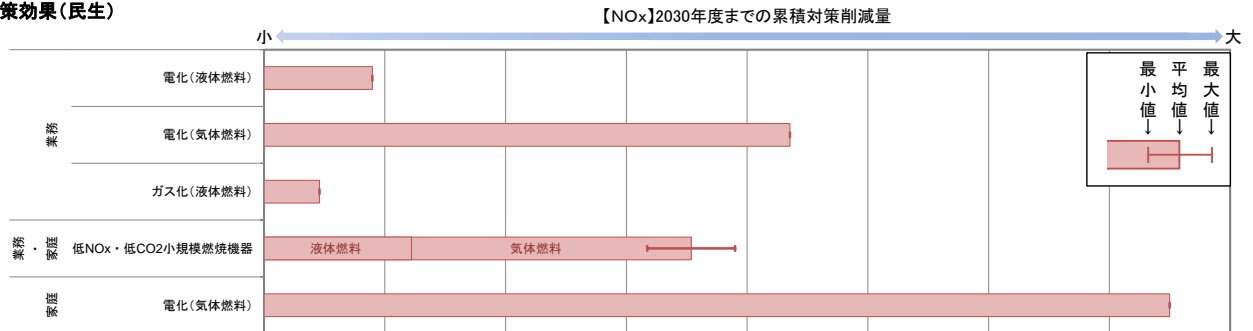 策効果（民生）
【NOx】2030年度までの累積対策削減量
小
大
最小値↓
平均値↓
最大値↓
業務
電化（液体燃料）
電化（気体燃料）
ガス化（液体燃料）
業務・家庭
低NOx・低CO2小規模燃焼機器
液体燃料
気体燃料
家庭
電化（気体燃料）